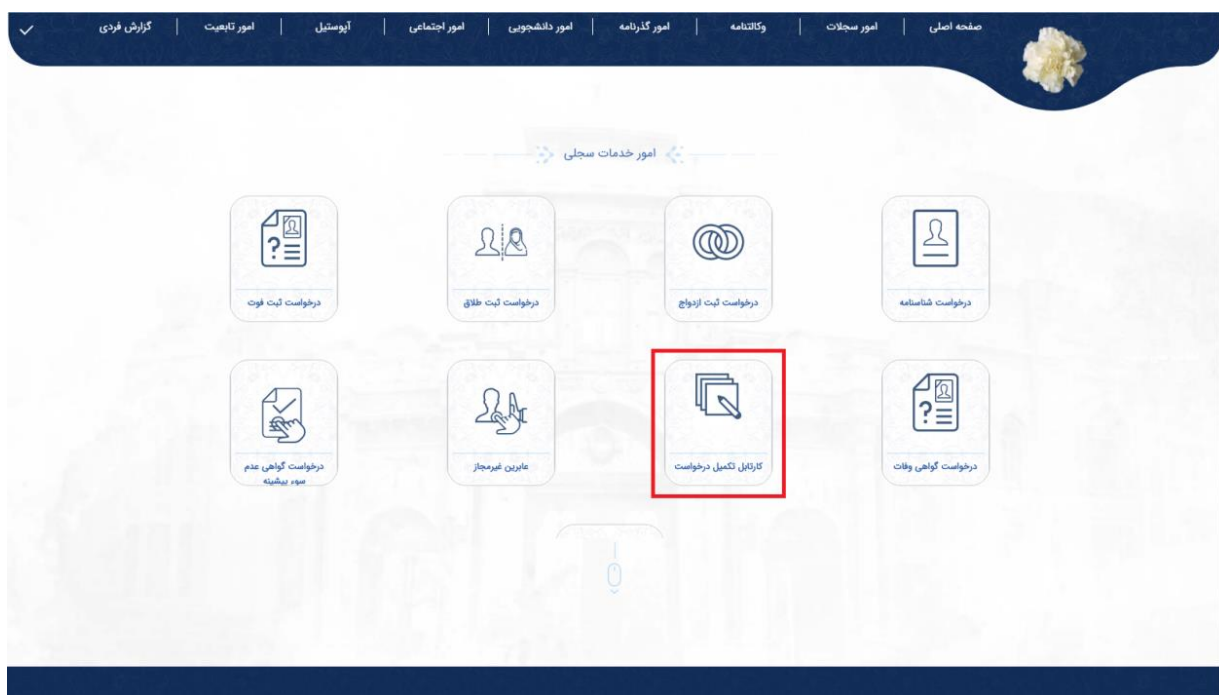 صفحه اصلی | امور سجلات | وکالتنامه | امور گذرنامه | امور دانشجویی | امور اجتماعی | آپوستیل | امور تابعیت | گزارش فردی
امور خدمات سجلی
درخواست شناسنامه
درخواست ثبت ازدواج
درخواست ثبت طلاق
درخواست ثبت فوت
درخواست گواهی وفات
کارتابل تکمیل درخواست
عابرین غیرمجاز
درخواست گواهی عدم
سوء پیشینه